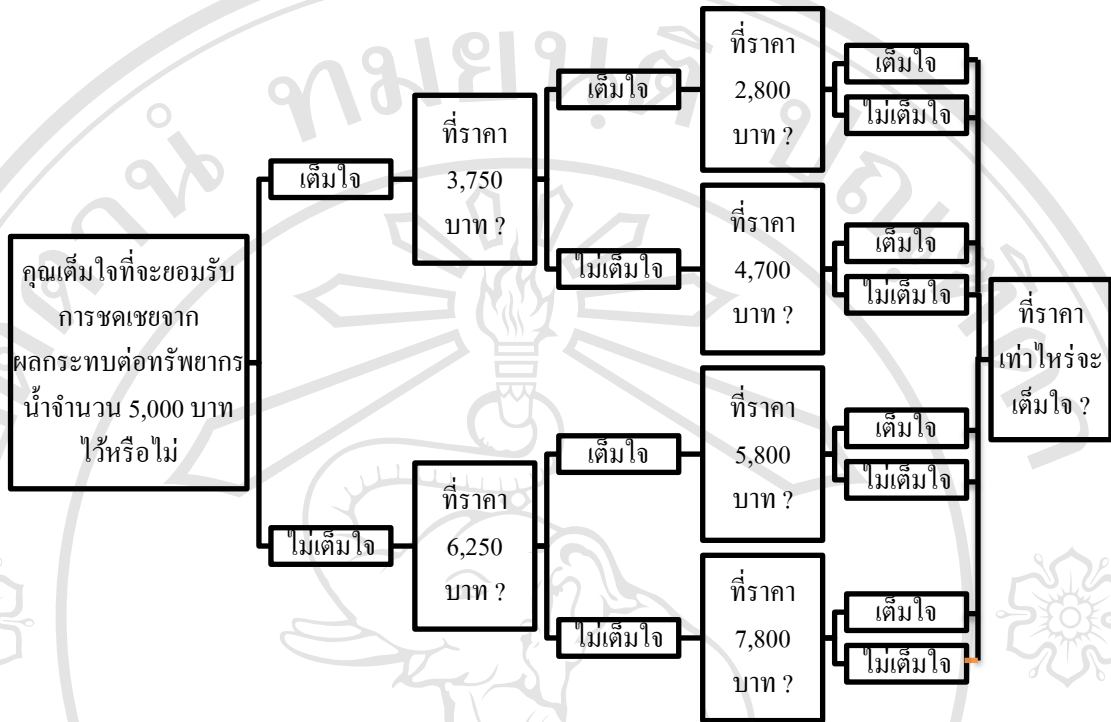 ทมยนฺติ
คุณเต็มใจที่จะยอมรับ
การชดเชยจาก
ผลกระทบต่อทรัพยากร
น้ำจำนวน 5,000 บาท
ไว้หรือไม่
เต็มใจ
ไม่เต็มใจ
ที่ราคา
3,750
บาท ?
ที่ราคา
6,250
บาท ?
เต็มใจ
ไม่เต็มใจ
เต็มใจ
ไม่เต็มใจ
ที่ราคา
2,800
บาท ?
ที่ราคา
4,700
บาท ?
ที่ราคา
5,800
บาท ?
ที่ราคา
7,800
บาท ?
เต็มใจ
ไม่เต็มใจ
เต็มใจ
ไม่เต็มใจ
เต็มใจ
ไม่เต็มใจ
เต็มใจ
ไม่เต็มใจ
ที่ราคา
เท่าไหร่จะ
เต็มใจ ?